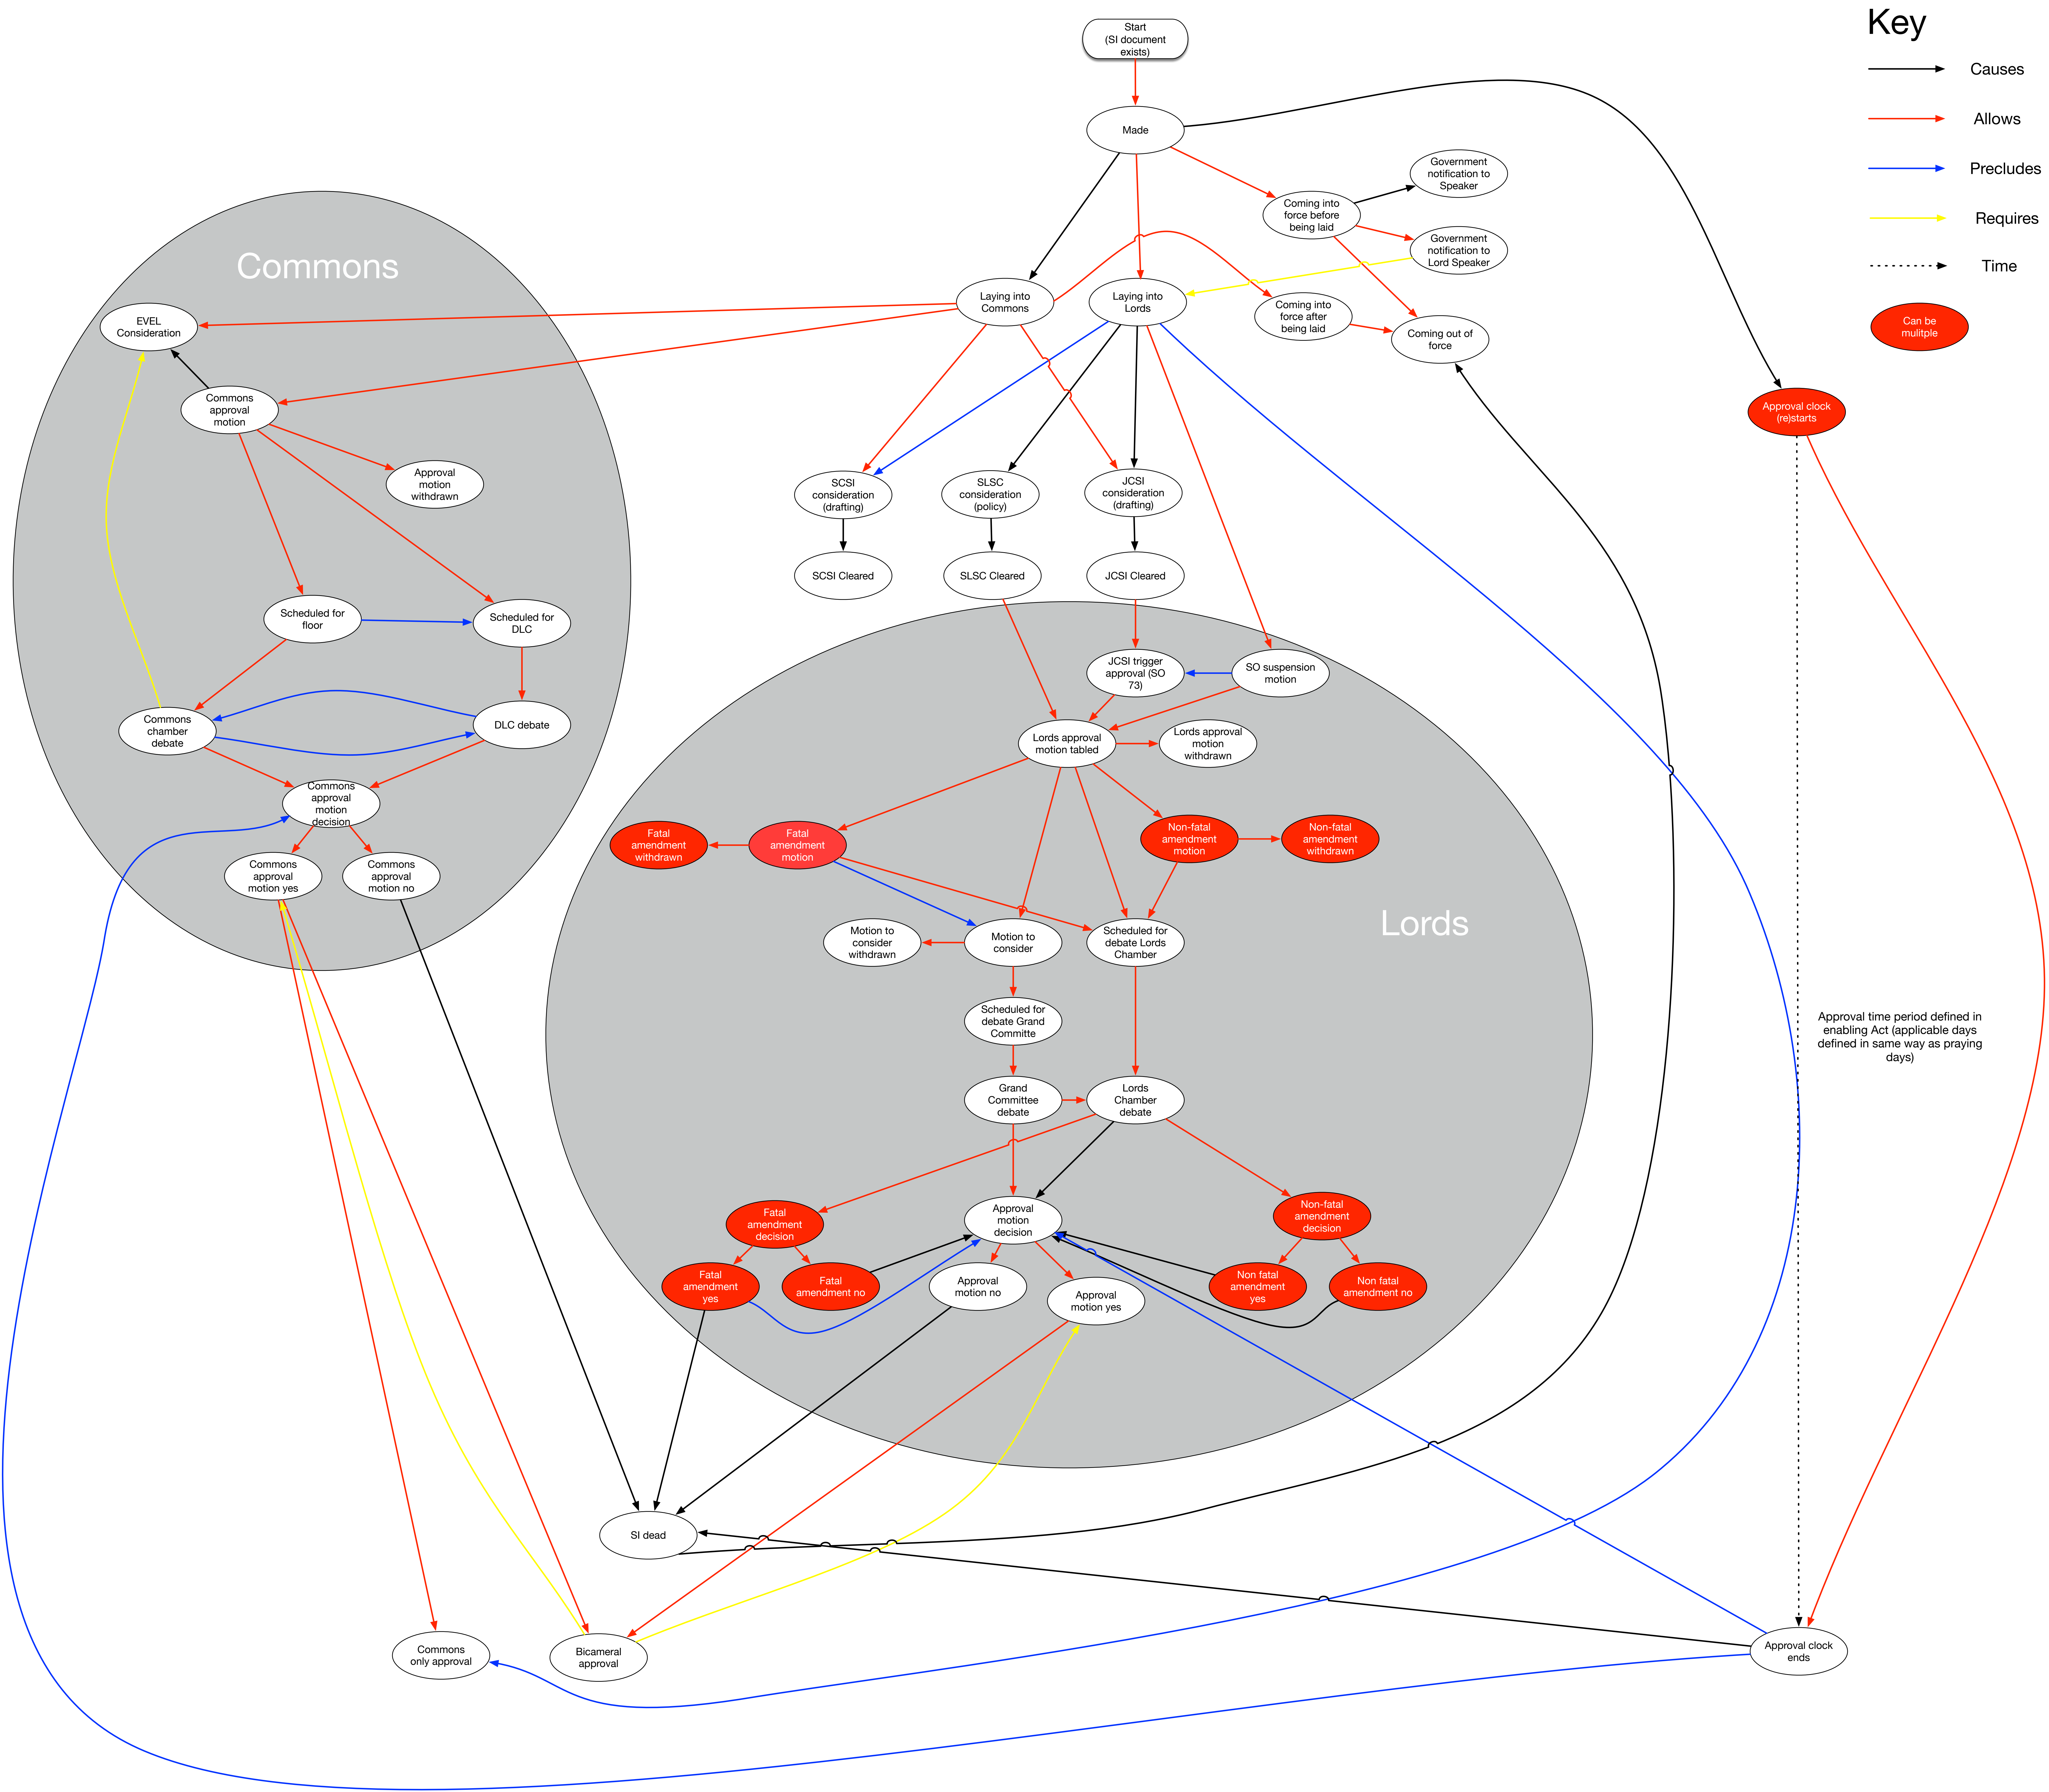 Key
Causes
Allows
Precludes
Requires
Time
Can be
mulitple
Start
(SI document
exists)
Made
Government
notification to
Speaker
Coming into
force before
being laid
Government
notification to
Lord Speaker
Laying into
Commons
Laying into
Lords
Coming into
force after
being laid
Coming out of
force
Approval clock
(re)starts
Commons
EVEL
Consideration
Commons
approval
motion
Approval
motion
withdrawn
SCSI
consideration
(drafting)
SLSC
consideration
(policy)
JCSI
consideration
(drafting)
SCSI Cleared
SLSC Cleared
JCSI Cleared
Scheduled for
floor
Scheduled for
DLC
Commons
chamber
debate
DLC debate
Commons
approval
motion
decision
Commons
approval
motion yes
Commons
approval
motion no
JCSI trigger
approval (SO
73)
SO suspension
motion
Lords approval
motion tabled
Lords approval
motion
withdrawn
Fatal
amendment
withdrawn
Fatal
amendment
motion
Non-fatal
amendment
motion
Non-fatal
amendment
withdrawn
Lords
Motion to
consider
withdrawn
Motion to
consider
Scheduled for
debate Lords
Chamber
Scheduled for
debate Grand
Committe
Approval time period defined in
enabling Act (applicable days
defined in same way as praying
days)
Grand
Committee
debate
Lords
Chamber
debate
Fatal
amendment
decision
Approval
motion
decision
Non-fatal
amendment
decision
Fatal
amendment
yes
Fatal
amendment no
Approval
motion no
Approval
motion yes
Non fatal
amendment
yes
Non fatal
amendment no
SI dead
Commons
only approval
Bicameral
approval
Approval clock
ends